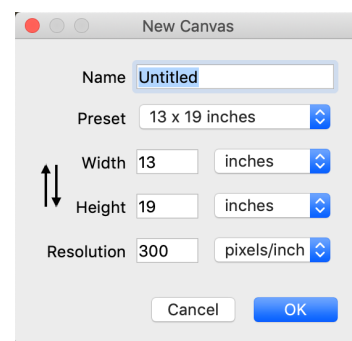 New Canvas
Name Untitled
Preset 13 x 19 inches
Width 13 inches
Height 19 inches
Resolution 300 pixels/inch
Cancel OK